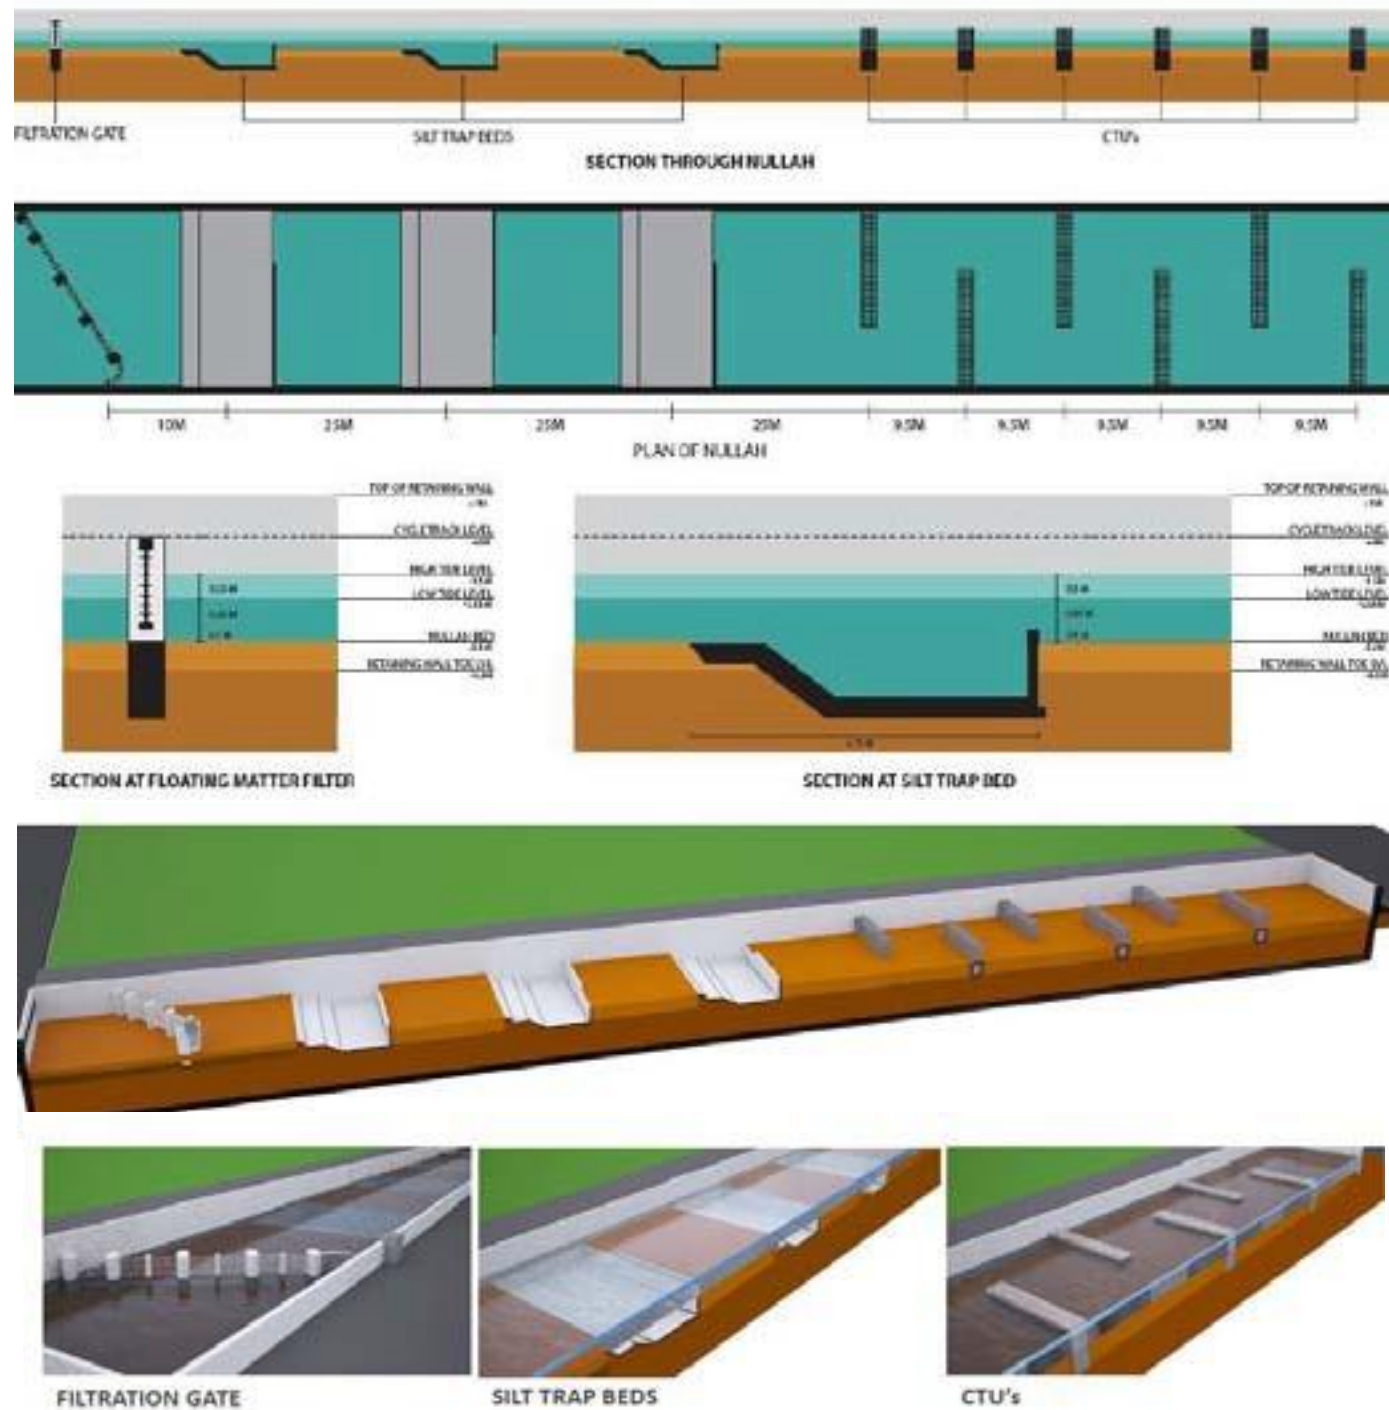 FILTRATION GATE
SILT TRAP BEDS
CTU's
SECTION THROUGH NULLAH
10M
25M
25M
25M
9.5M
9.5M
9.5M
9.5M
9.5M
PLAN OF NULLAH
TOP OF RETAINING WALL
CYCLE TRACK LEVEL
HIGH TIDE LEVEL
LOW TIDE LEVEL
NULLAH BED
RETAINING WALL TOE LVL
SECTION AT FLOATING MATTER FILTER
TOP OF RETAINING WALL
CYCLE TRACK LEVEL
HIGH TIDE LEVEL
LOW TIDE LEVEL
NULLAH BED
RETAINING WALL TOE LVL
SECTION AT SILT TRAP BED
FILTRATION GATE
SILT TRAP BEDS
CTU's